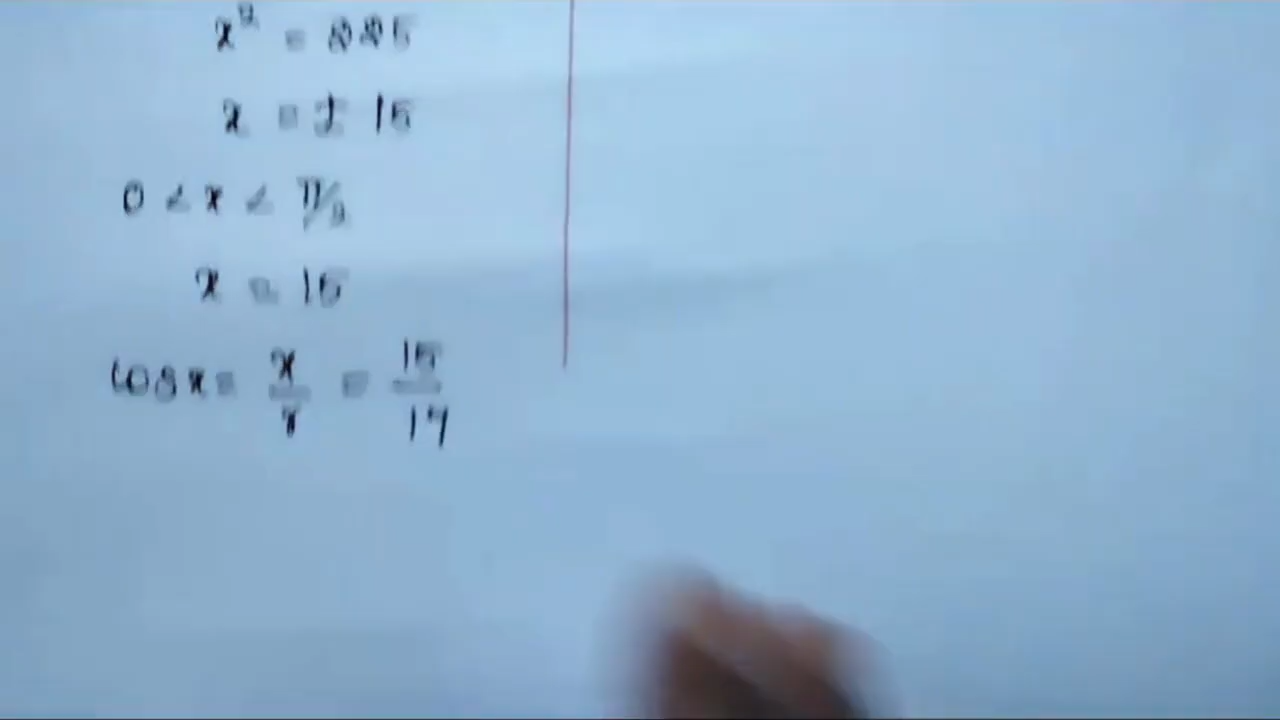 x² = 225
x = ± 15
0 < x < π/2
x = 15
cos x = x/r = 15/17